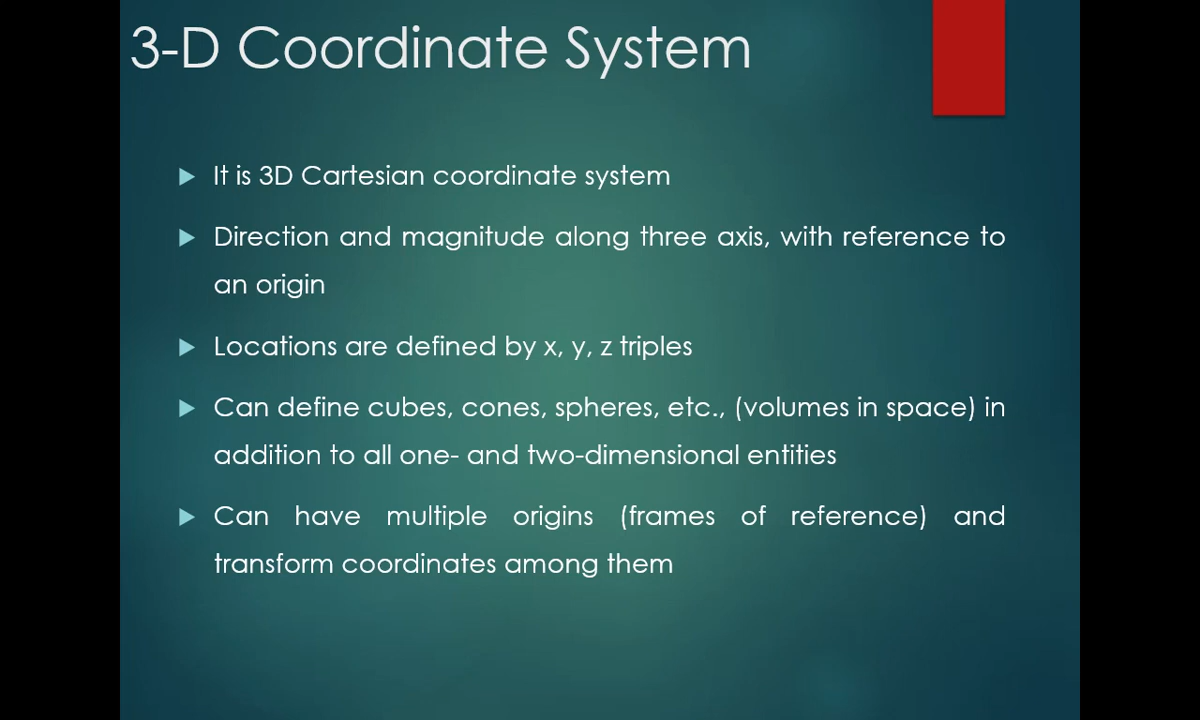 3-D Coordinate System
It is 3D Cartesian coordinate system
Direction and magnitude along three axis, with reference to
an origin
Locations are defined by x, y, z triples
Can define cubes, cones, spheres, etc., (volumes in space) in
addition to all one- and two-dimensional entities
Can have multiple origins (frames of reference) and
transform coordinates among them